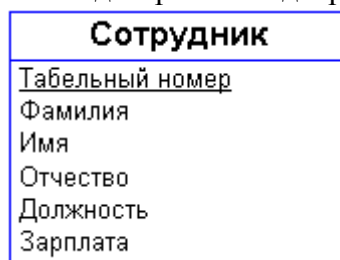 Сотрудник
Табельный номер
Фамилия
Имя
Отчество
Должность
Зарплата